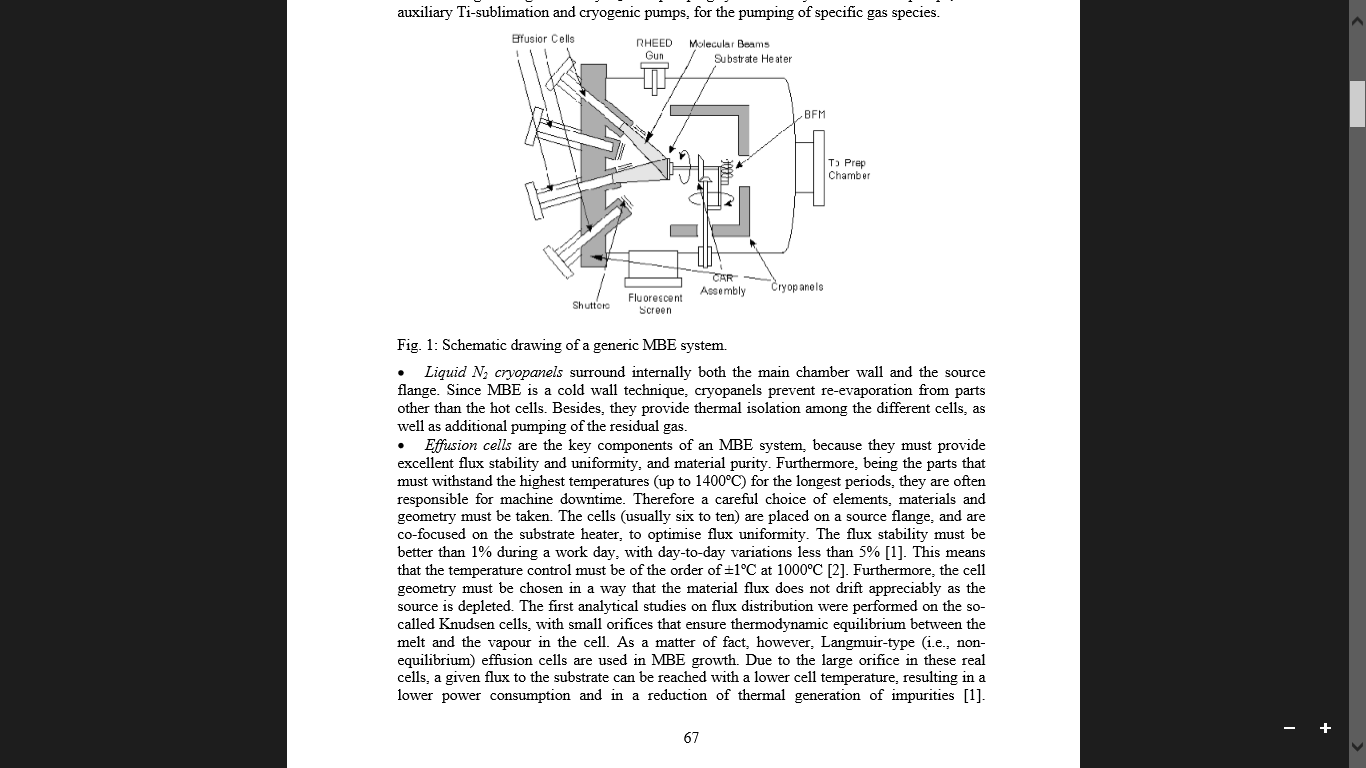 auxiliary Ti-sublimation and cryogenic pumps, for the pumping of specific gas species.
Effusior Cells
RHEED
Gun
Molecular Beams
Substrate Heater
BFM
To Prep
Chamber
CAR
Assembly
Cryopanels
Shutters
Fluorescent
Screen
Fig. 1: Schematic drawing of a generic MBE system.
• Liquid N2 cryopanels surround internally both the main chamber wall and the source
flange. Since MBE is a cold wall technique, cryopanels prevent re-evaporation from parts
other than the hot cells. Besides, they provide thermal isolation among the different cells, as
well as additional pumping of the residual gas.
• Effusion cells are the key components of an MBE system, because they must provide
excellent flux stability and uniformity, and material purity. Furthermore, being the parts that
must withstand the highest temperatures (up to 1400ºC) for the longest periods, they are often
responsible for machine downtime. Therefore a careful choice of elements, materials and
geometry must be taken. The cells (usually six to ten) are placed on a source flange, and are
co-focused on the substrate heater, to optimise flux uniformity. The flux stability must be
better than 1% during a work day, with day-to-day variations less than 5% [1]. This means
that the temperature control must be of the order of ±1ºC at 1000ºC [2]. Furthermore, the cell
geometry must be chosen in a way that the material flux does not drift appreciably as the
source is depleted. The first analytical studies on flux distribution were performed on the so-
called Knudsen cells, with small orifices that ensure thermodynamic equilibrium between the
melt and the vapour in the cell. As a matter of fact, however, Langmuir-type (i.e., non-
equilibrium) effusion cells are used in MBE growth. Due to the large orifice in these real
cells, a given flux to the substrate can be reached with a lower cell temperature, resulting in a
lower power consumption and in a reduction of thermal generation of impurities [1].
67